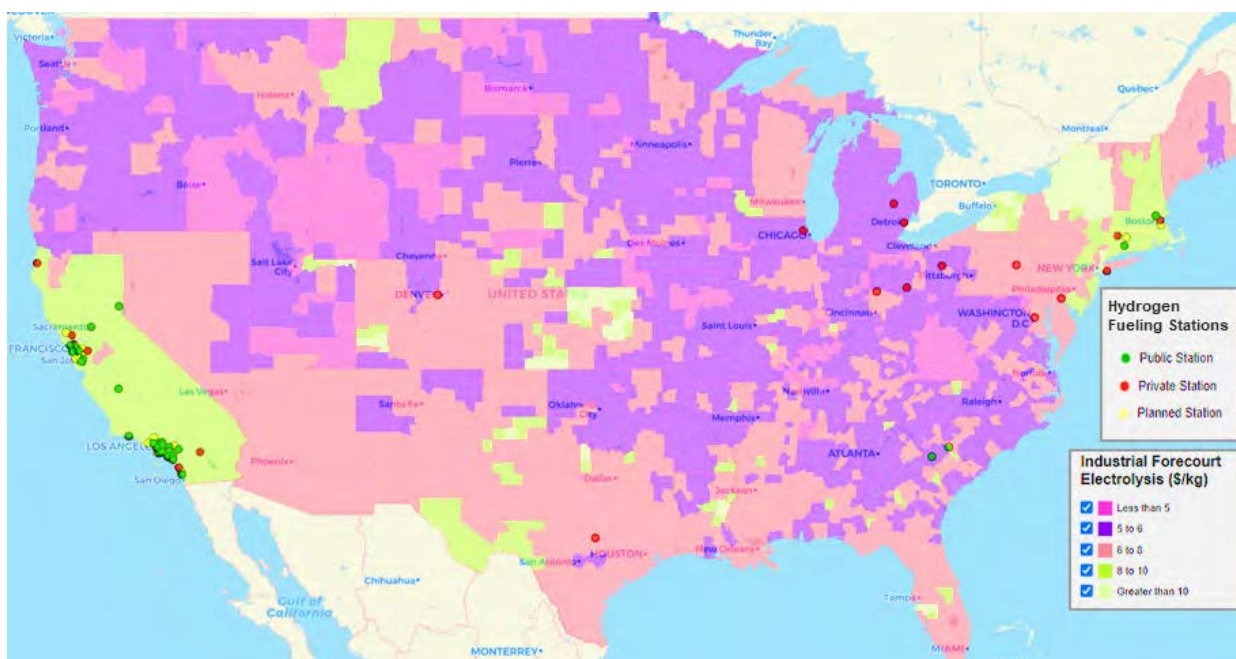 Victoria
Seattle
Thunder
Bay
Quebec
Helena
Bismarck
Montreal
Portland
Minneapolis
Pierre
Boise
TORONTO
Milwaukee
Buffalo
Boston
Detroit
CHICAGO
Des Moines
Cleveland
Salt Lake
City
Cheyenne
Pittsburgh
NEW YORK
DENVER
UNITED STA
Philadelphia
Cincinnati
WASHINGTON
D.C
Sacramento
Saint Louis
FRANCISCO
San Jo
Norfolk
Las Vegas
Nashville
Raleigh
Santa Fe
Oklahoma
City
Memphis
LOS ANGEL
ATLANTA
Phoenix
San Diego
Dallas
Jackson
San Antonio
HOUSTON
New Orleans
Chihuahua
Gulf of
California
Tampa
MIAMI
MONTERREY
Hydrogen
Fueling Stations
Public Station
Private Station
Planned Station
Industrial Forecourt
Electrolysis ($/kg)
Less than 5
5 to 6
6 to 8
8 to 10
Greater than 10